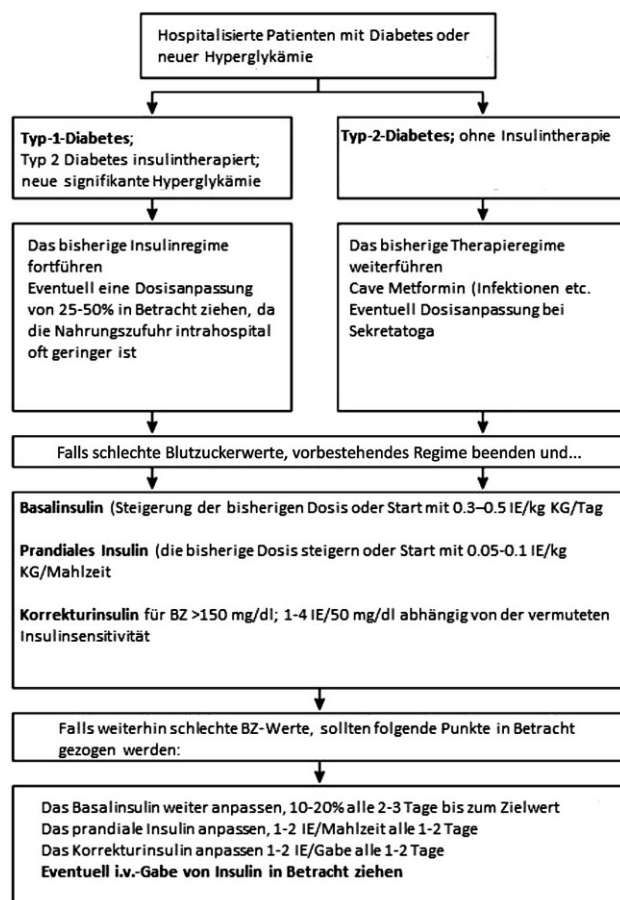 Hospitalisierte Patienten mit Diabetes oder
neuer Hyperglykämie
Typ-1-Diabetes;
Typ 2 Diabetes insulintherapiert;
neue signifikante Hyperglykämie
Typ-2-Diabetes; ohne Insulintherapie
Das bisherige Insulinregime
fortführen
Eventuell eine Dosisanpassung
von 25-50% in Betracht ziehen, da
die Nahrungszufuhr intrahospital
oft geringer ist
Das bisherige Therapieregime
weiterführen
Cave Metformin (Infektionen etc.
Eventuell Dosisanpassung bei
Sekretatoga
Falls schlechte Blutzuckerwerte, vorbestehendes Regime beenden und...
Basalinsulin (Steigerung der bisherigen Dosis oder Start mit 0.3–0.5 IE/kg KG/Tag
Prandiales Insulin (die bisherige Dosis steigern oder Start mit 0.05-0.1 IE/kg
KG/Mahlzeit
Korrekturinsulin für BZ >150 mg/dl; 1-4 IE/50 mg/dl abhängig von der vermuteten
Insulinsensitivität
Falls weiterhin schlechte BZ-Werte, sollten folgende Punkte in Betracht
gezogen werden:
Das Basalinsulin weiter anpassen, 10-20% alle 2-3 Tage bis zum Zielwert
Das prandiale Insulin anpassen, 1-2 IE/Mahlzeit alle 1-2 Tage
Das Korrekturinsulin anpassen 1-2 IE/Gabe alle 1-2 Tage
Eventuell i.v.-Gabe von Insulin in Betracht ziehen